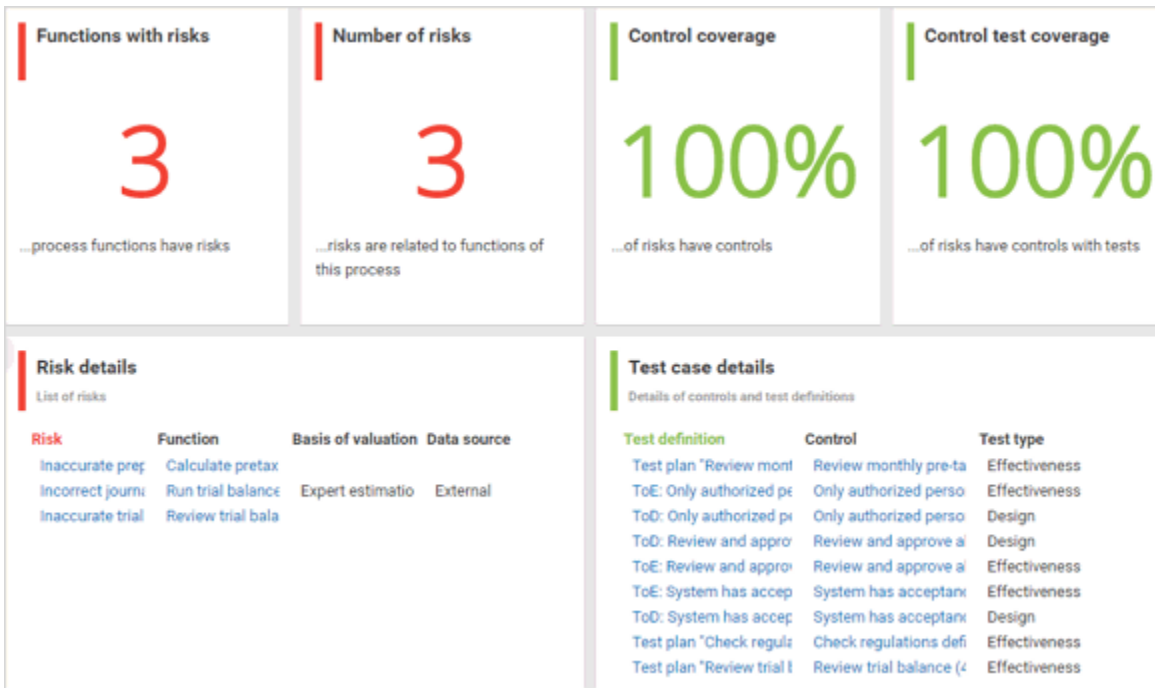 Functions with risks
3
...process functions have risks
Number of risks
3
...risks are related to functions of
this process
Control coverage
100%
...of risks have controls
Control test coverage
100%
...of risks have controls with tests
Risk details
List of risks
Risk Function Basis of valuation Data source
Inaccurate prep Calculate pretax
Incorrect journa Run trial balance Expert estimatio External
Inaccurate trial Review trial bala
Test case details
Details of controls and test definitions
Test definition Control Test type
Test plan "Review mont Review monthly pre-ta Effectiveness
ToE: Only authorized pe Only authorized perso Effectiveness
ToD: Only authorized pe Only authorized perso Design
ToD: Review and approv Review and approve al Design
ToE: Review and approv Review and approve al Effectiveness
ToE: System has accep System has acceptanc Effectiveness
ToD: System has accep System has acceptanc Design
Test plan "Check regula Check regulations defi Effectiveness
Test plan "Review trial b Review trial balance (4 Effectiveness